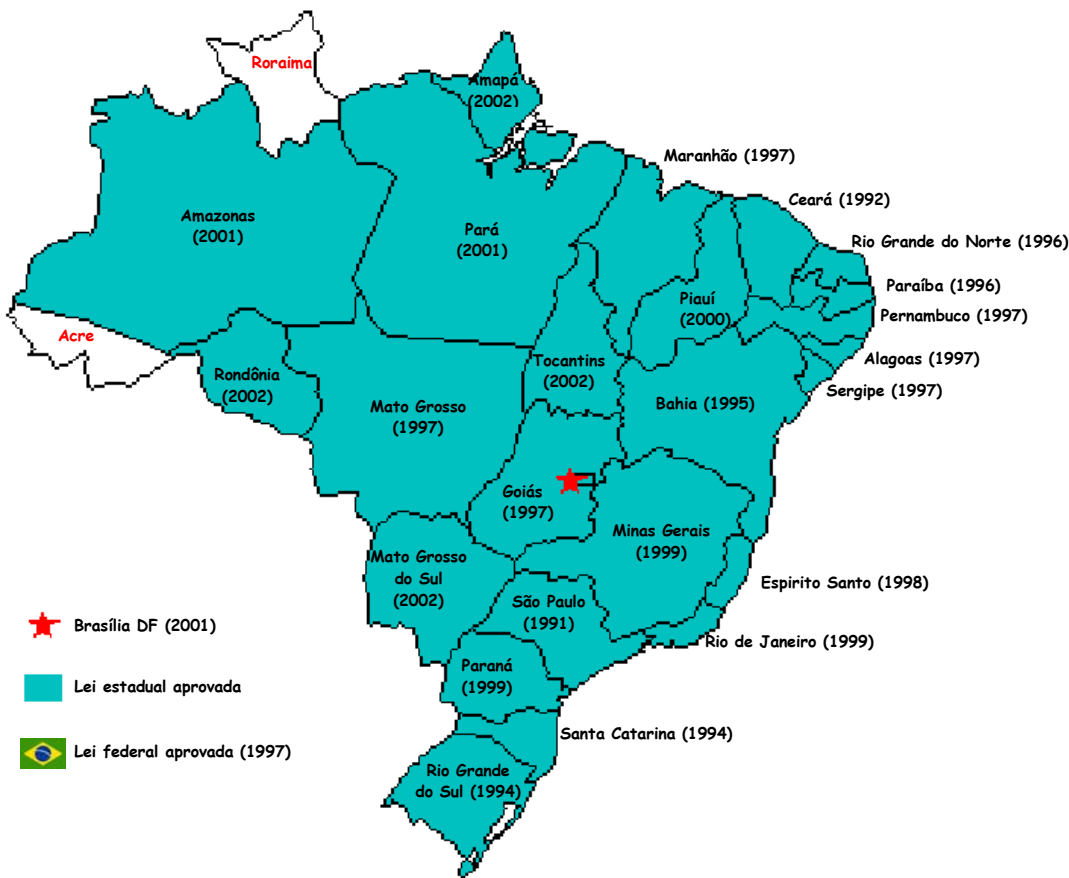 Roraima
Amapá
(2002)
Maranhão (1997)
Ceará (1992)
Amazonas
(2001)
Pará
(2001)
Rio Grande do Norte (1996)
Paraíba (1996)
Piauí
(2000)
Pernambuco (1997)
Acre
Alagoas (1997)
Tocantins
(2002)
Rondônia
(2002)
Sergipe (1997)
Mato Grosso
(1997)
Bahia (1995)
Goiás
(1997)
Minas Gerais
(1999)
Mato Grosso
do Sul
(2002)
Espirito Santo (1998)
São Paulo
(1991)
Brasília DF (2001)
Rio de Janeiro (1999)
Paraná
(1999)
Lei estadual aprovada
Santa Catarina (1994)
Lei federal aprovada (1997)
Rio Grande
do Sul (1994)